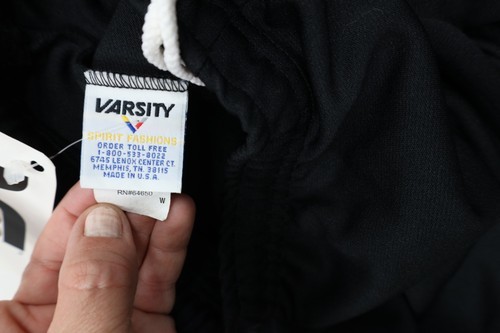 VARSITY
SPIRIT FASHIONS
ORDER TOLL FREE
1-800-533-8022
6745 LENOX CENTER CT.
MEMPHIS, TN. 38115
MADE IN U.S.A.
RN#64650
W